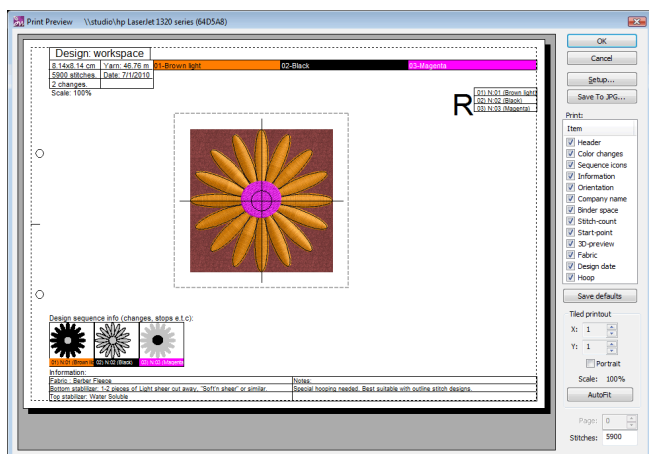 Print Preview \\studio\hp LaserJet 1320 series (64D5A8)
Design: workspace
8.14x8.14 cm Yarn: 46.76 m 01-Brown light 02-Black 03-Magenta
5900 stitches. Date: 7/1/2010
2 changes.
Scale: 100%
R
01) N:01 (Brown light)
02) N:02 (Black)
03) N:03 (Magenta)
Design sequence info (changes, stops e.t.c):
01) N:01 (Brown lig 02) N:02 (Black) 03) N:03 (Magenta
Information:
Fabric : Berber Fleece Notes:
Bottom stabilizer: 1-2 pieces of Light sheer cut away, "Soft'n sheer" or similar. Special hooping needed. Best suitable with outline stitch designs.
Top stabilizer: Water Soluble
OK
Cancel
Setup...
Save To JPG...
Print:
Item
Header
Color changes
Sequence icons
Information
Orientation
Company name
Binder space
Stitch-count
Start-point
3D-preview
Fabric
Design date
Hoop
Save defaults
Tiled printout
X: 1
Y: 1
Portrait
Scale: 100%
AutoFit
Page: 0
Stitches: 5900